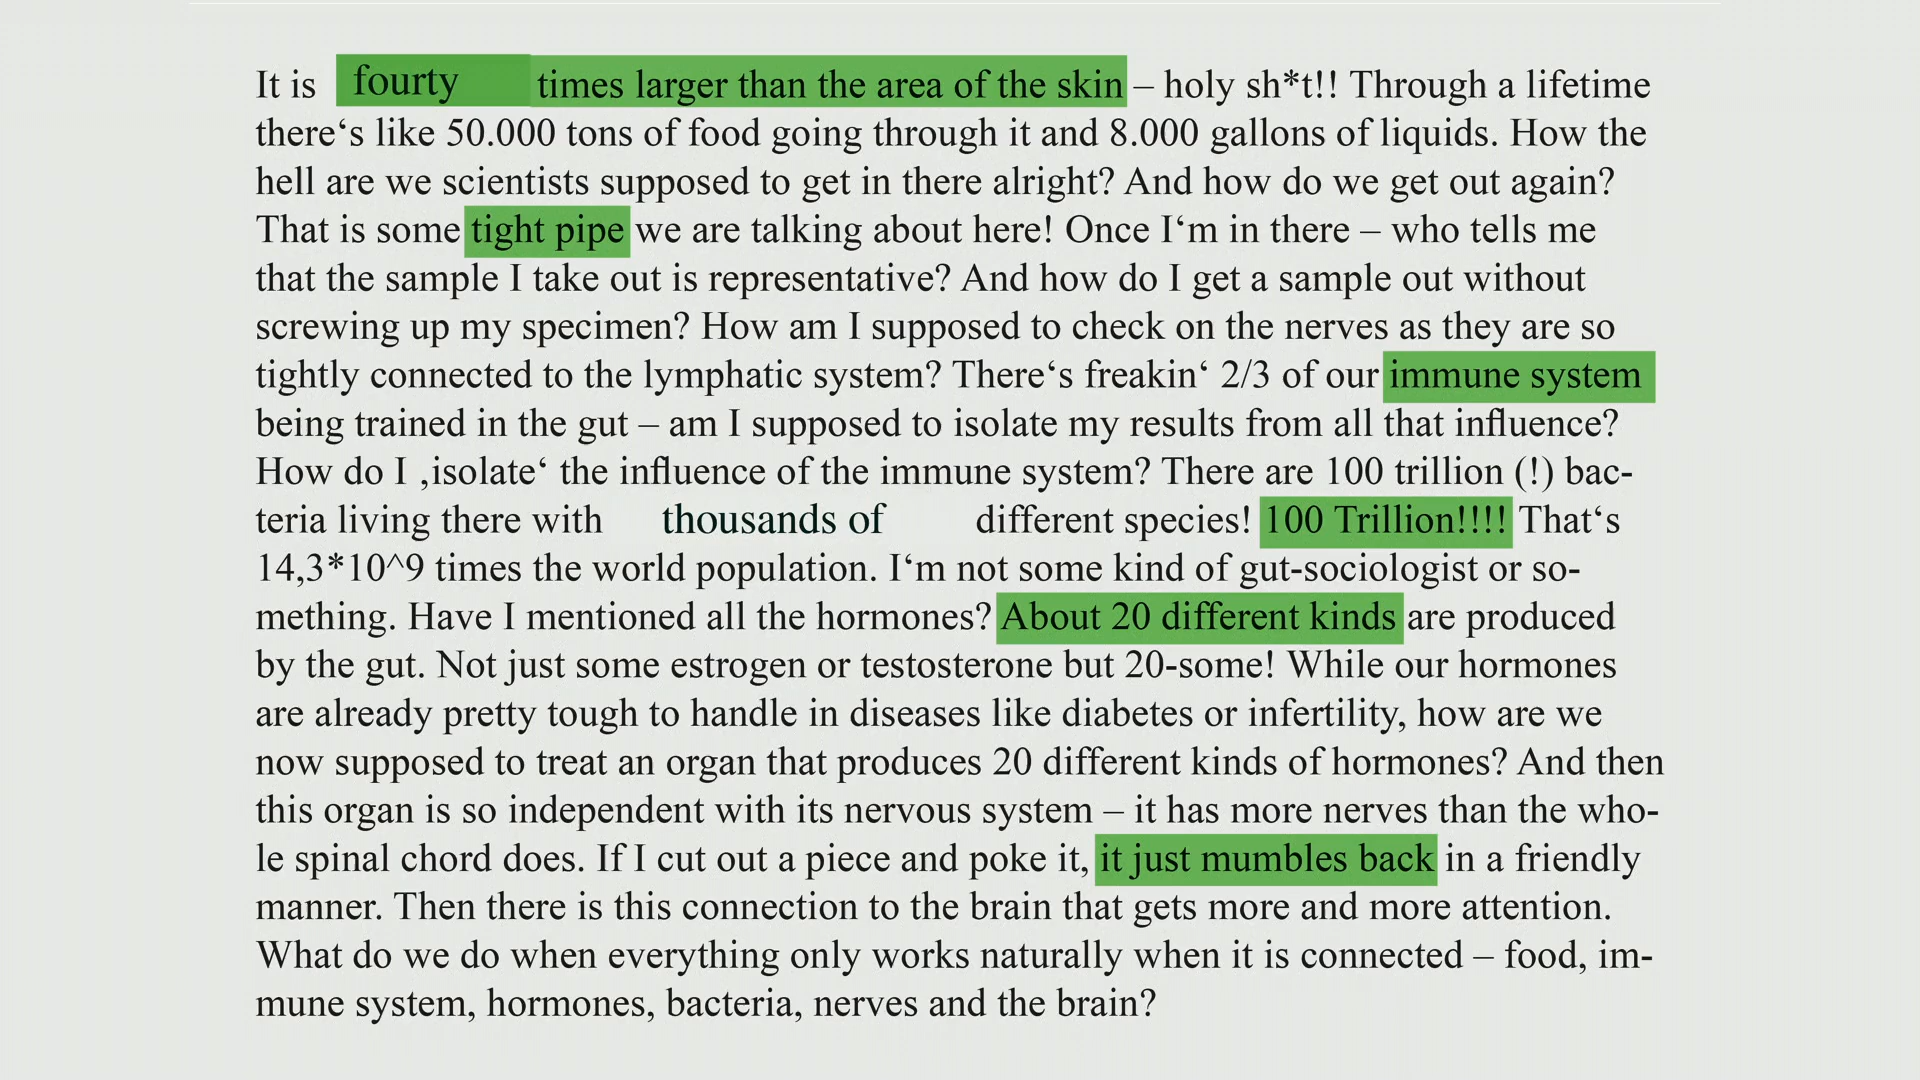 It is fourty times larger than the area of the skin – holy sh*t!! Through a lifetime
there‘s like 50.000 tons of food going through it and 8.000 gallons of liquids. How the
hell are we scientists supposed to get in there alright? And how do we get out again?
That is some tight pipe we are talking about here! Once I‘m in there – who tells me
that the sample I take out is representative? And how do I get a sample out without
screwing up my specimen? How am I supposed to check on the nerves as they are so
tightly connected to the lymphatic system? There‘s freakin‘ 2/3 of our immune system
being trained in the gut – am I supposed to isolate my results from all that influence?
How do I ‚isolate‘ the influence of the immune system? There are 100 trillion (!) bac-
teria living there with thousands of different species! 100 Trillion!!!! That‘s
14,3*10^9 times the world population. I‘m not some kind of gut-sociologist or so-
mething. Have I mentioned all the hormones? About 20 different kinds are produced
by the gut. Not just some estrogen or testosterone but 20-some! While our hormones
are already pretty tough to handle in diseases like diabetes or infertility, how are we
now supposed to treat an organ that produces 20 different kinds of hormones? And then
this organ is so independent with its nervous system – it has more nerves than the who-
le spinal chord does. If I cut out a piece and poke it, it just mumbles back in a friendly
manner. Then there is this connection to the brain that gets more and more attention.
What do we do when everything only works naturally when it is connected – food, im-
mune system, hormones, bacteria, nerves and the brain?